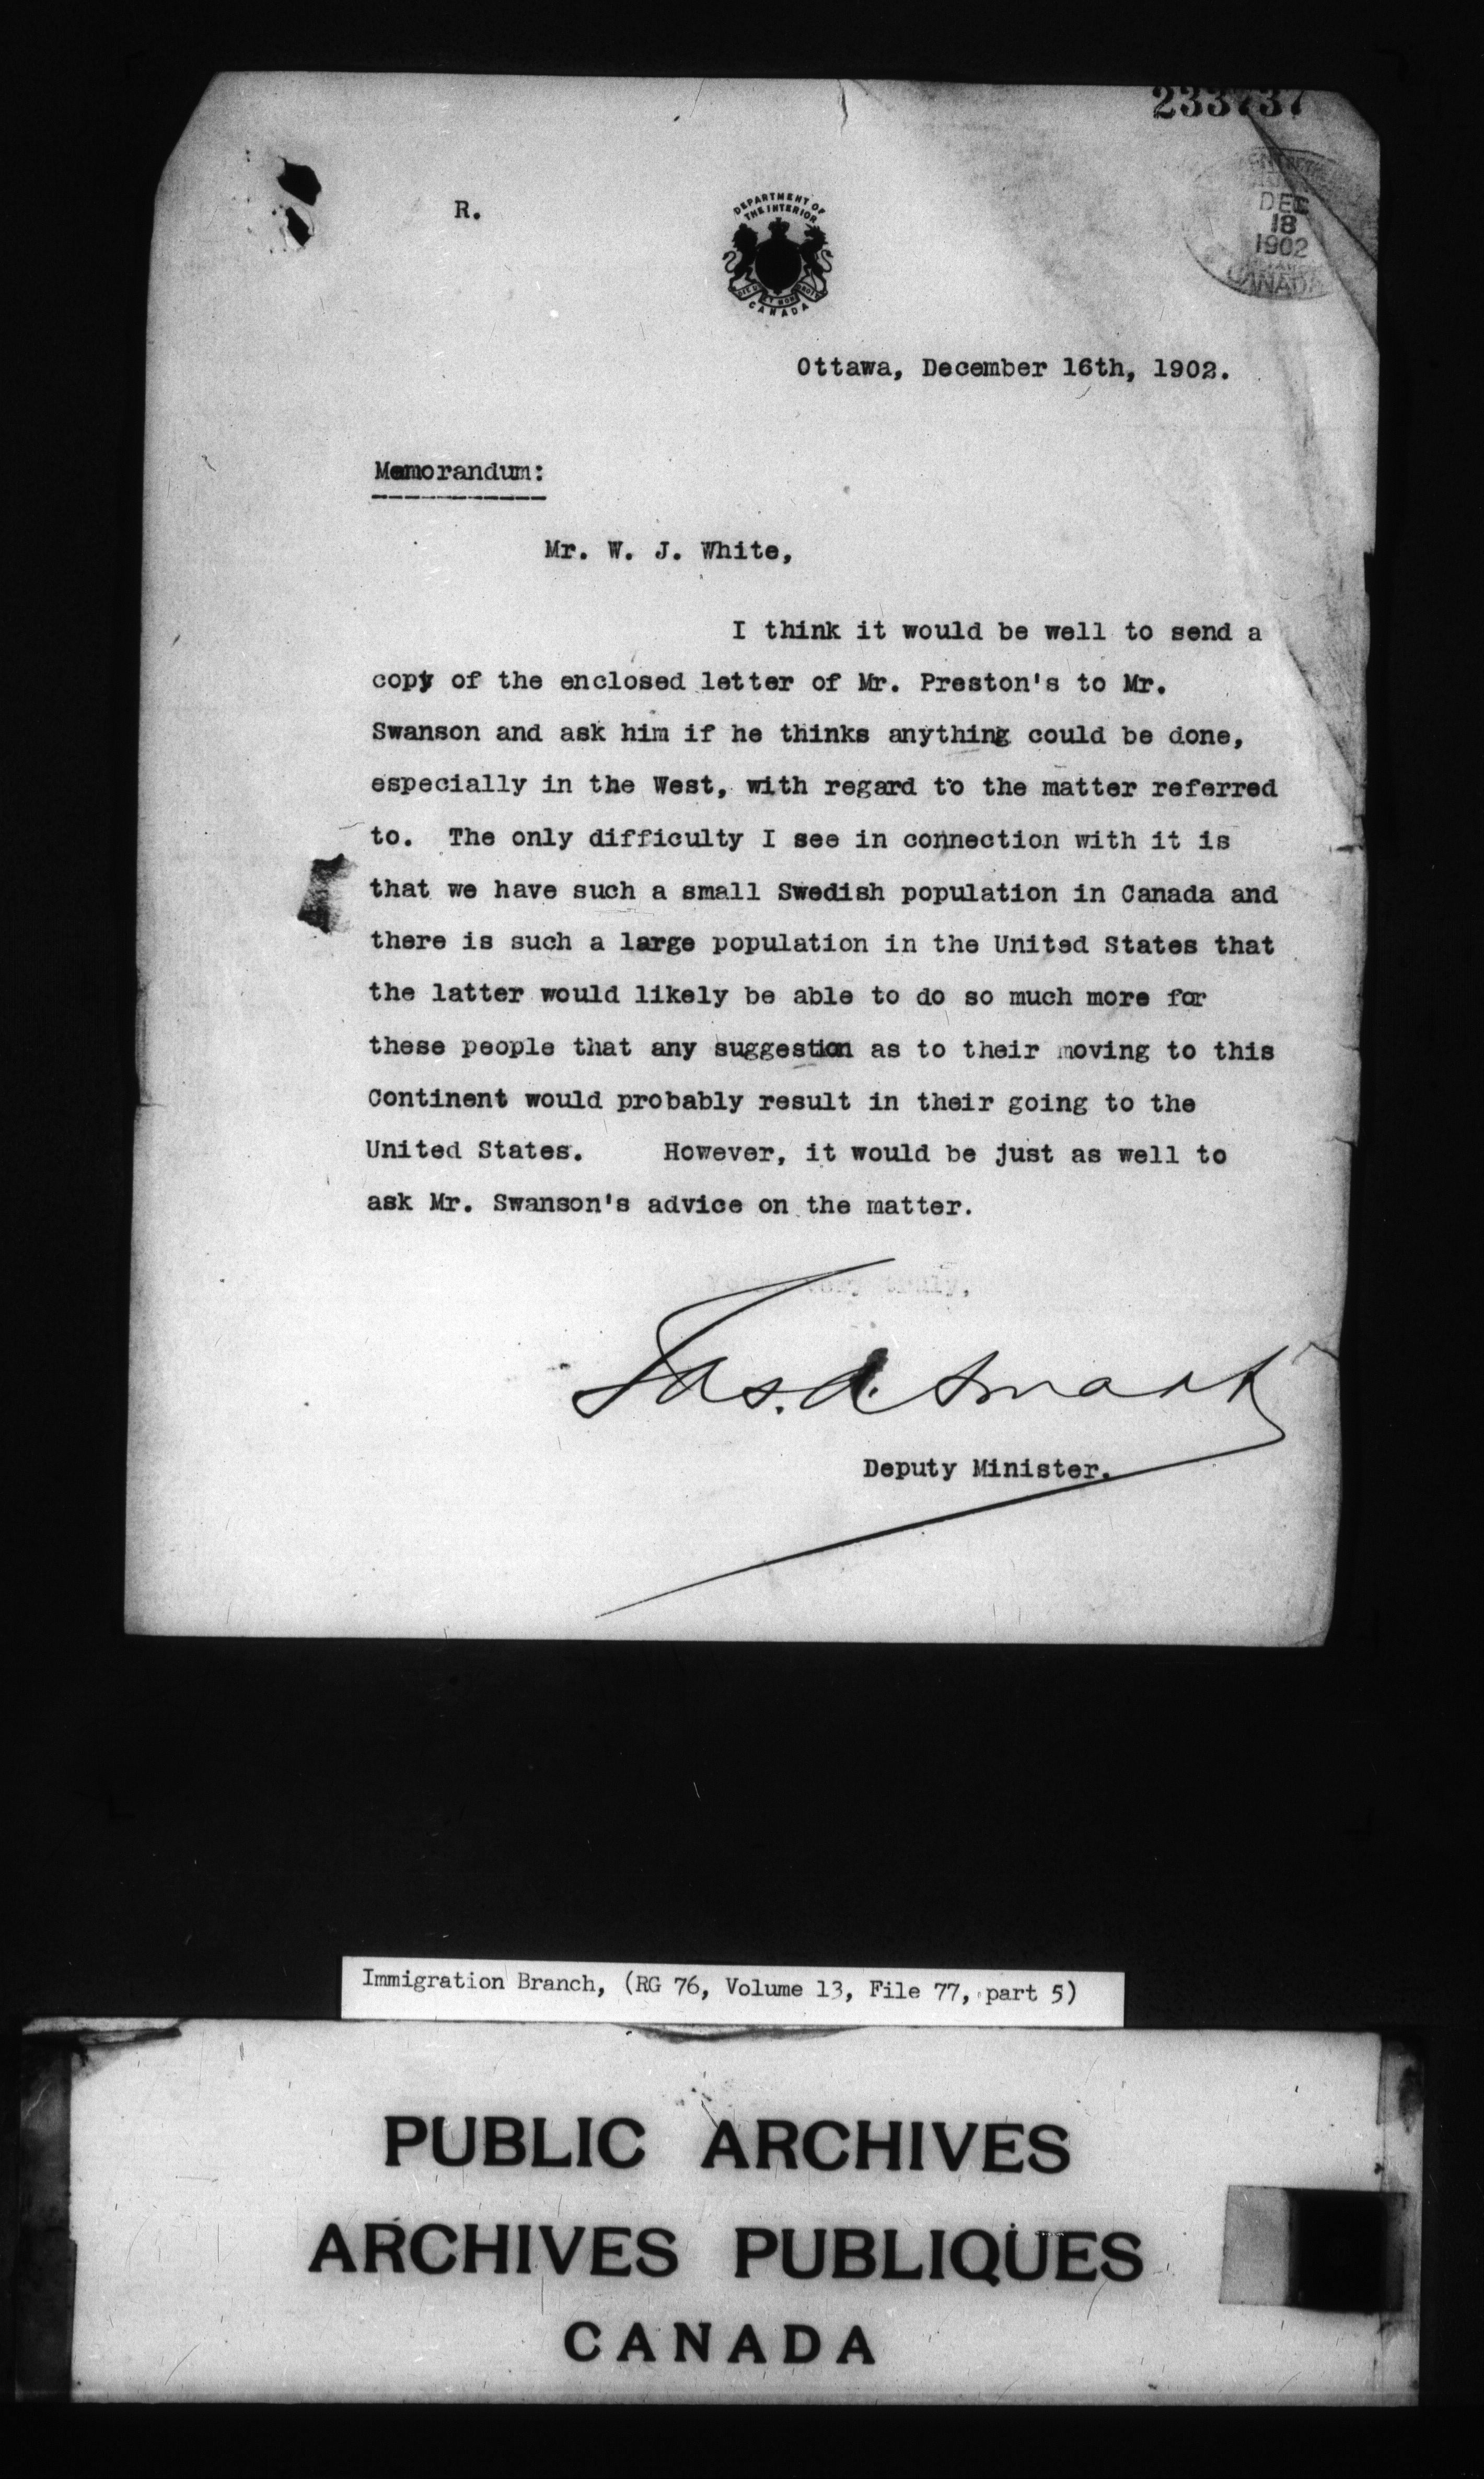 233737
R.
DEPARTMENT OF
THE INTERIOR
CANADA
DEC
18
1902
CANADA
Ottawa, December 16th, 1902.
Memorandum:
Mr. W. J. White,
I think it would be well to send a
copy of the enclosed letter of Mr. Preston's to Mr.
Swanson and ask him if he thinks anything could be done,
especially in the West, with regard to the matter referred
to. The only difficulty I see in connection with it is
that we have such a small Swedish population in Canada and
there is such a large population in the United States that
the latter would likely be able to do so much more for
these people that any suggestion as to their moving to this
Continent would probably result in their going to the
United States. However, it would be just as well to
ask Mr. Swanson's advice on the matter.
truly,
Jas. A. Smart
Deputy Minister.
Immigration Branch, (RG 76, Volume 13, File 77, part 5)
PUBLIC ARCHIVES
ARCHIVES PUBLIQUES
CANADA